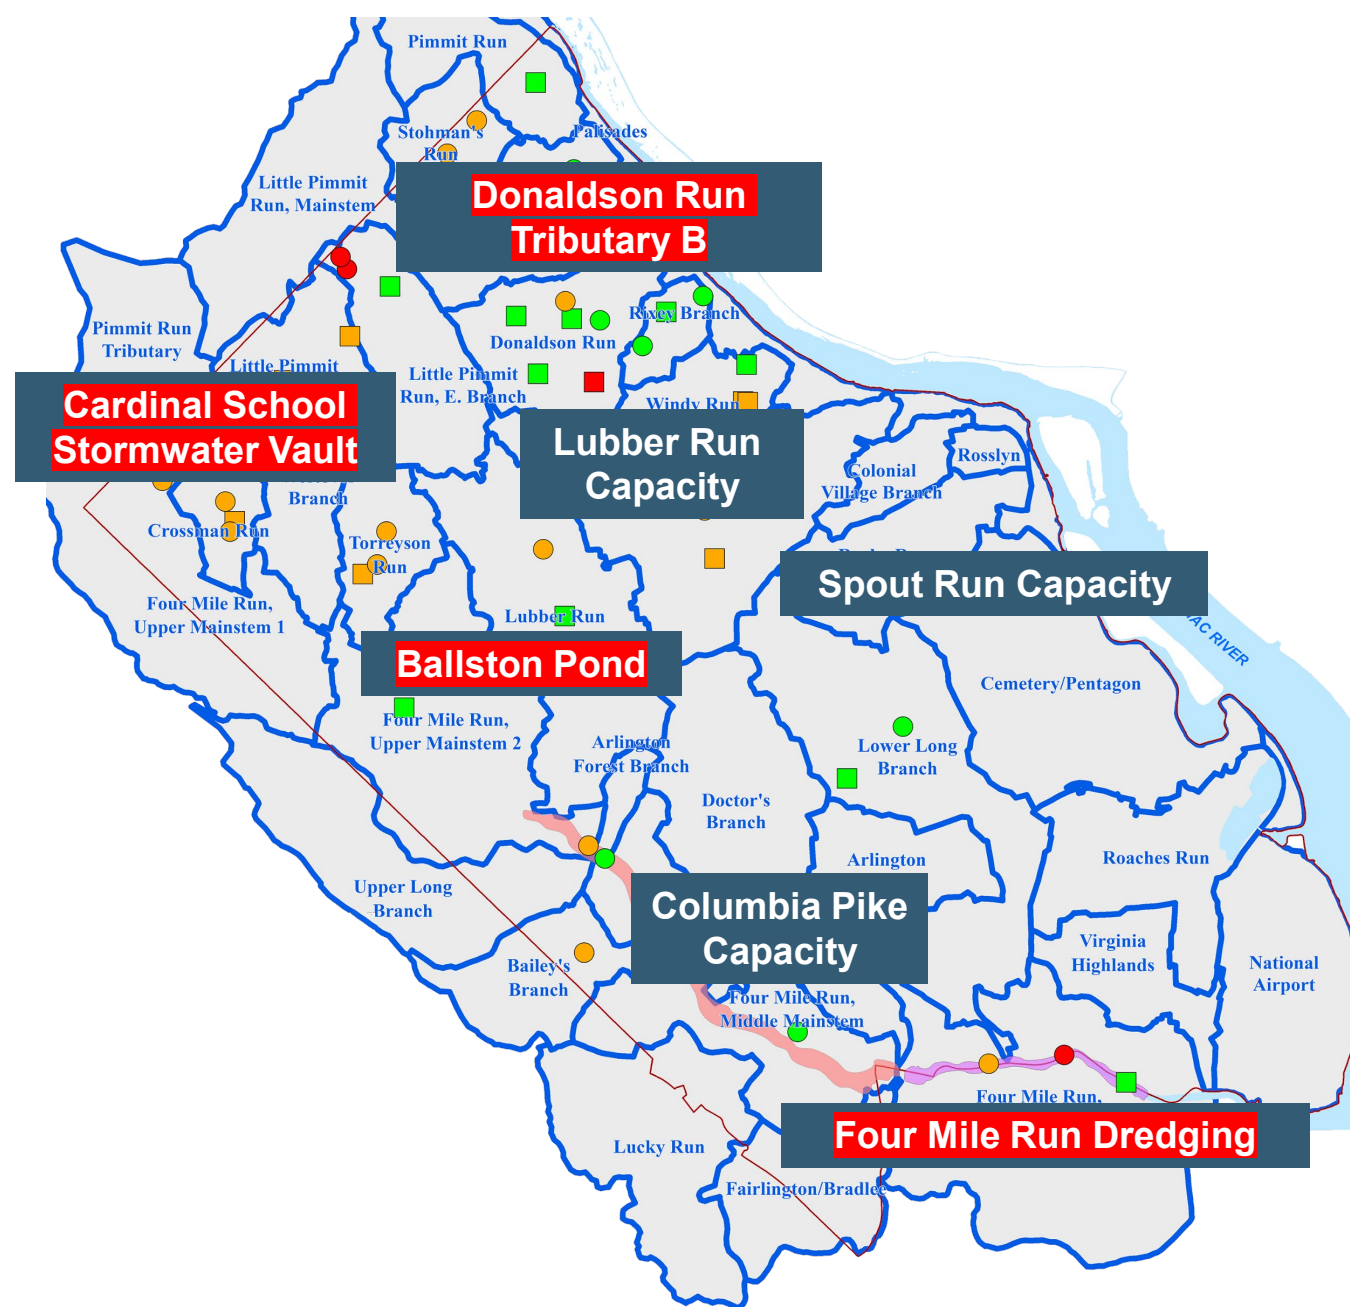 Pimmit Run
Stohman's
Run
Palisades
Little Pimmit
Run, Mainstem
Donaldson Run
Tributary B
Pimmit Run
Tributary
Rixey Branch
Donaldson Run
Little Pimmit
Little Pimmit
Run, E. Branch
Windy Run
Cardinal School
Stormwater Vault
Lubber Run
Capacity
Rosslyn
Colonial
Village Branch
Branch
Crossman Run
Torreyson
Run
Spout Run Capacity
Four Mile Run,
Upper Mainstem 1
Lubber Run
RIVER
Ballston Pond
Cemetery/Pentagon
Four Mile Run,
Upper Mainstem 2
Arlington
Forest Branch
Lower Long
Branch
Doctor's
Branch
Arlington
Roaches Run
Upper Long
Branch
Columbia Pike
Capacity
Virginia
Highlands
Bailey's
Branch
National
Airport
Four Mile Run,
Middle Mainstem
Four Mile Run,
Four Mile Run Dredging
Lucky Run
Fairlington/Bradlee